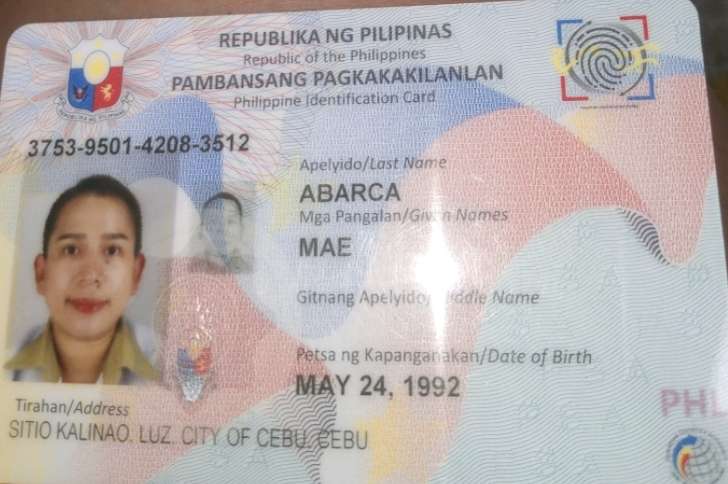 REPUBLIKA NG PILIPINAS
Republic of the Philippines
PAMBANSANG PAGKAKAKILANLAN
Philippine Identification Card
3753-9501-4208-3512
Apelyido/Last Name
ABARCA
Mga Pangalan/Given Names
MAE
Gitnang Apelyido/Middle Name
Petsa ng Kapanganakan/Date of Birth
MAY 24, 1992
Tirahan/Address
SITIO KALINAO, LUZ, CITY OF CEBU, CEBU